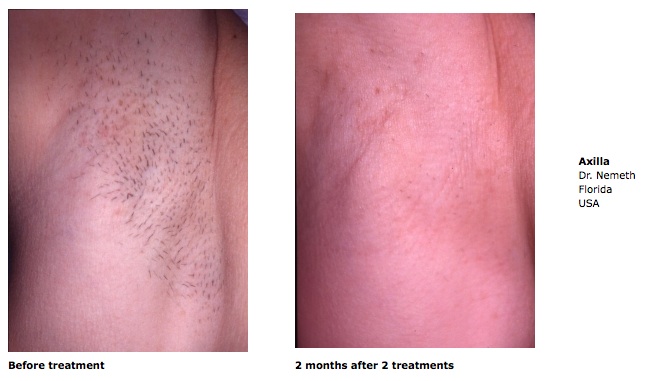 Axilla
Dr. Nemeth
Florida
USA
Before treatment
2 months after 2 treatments